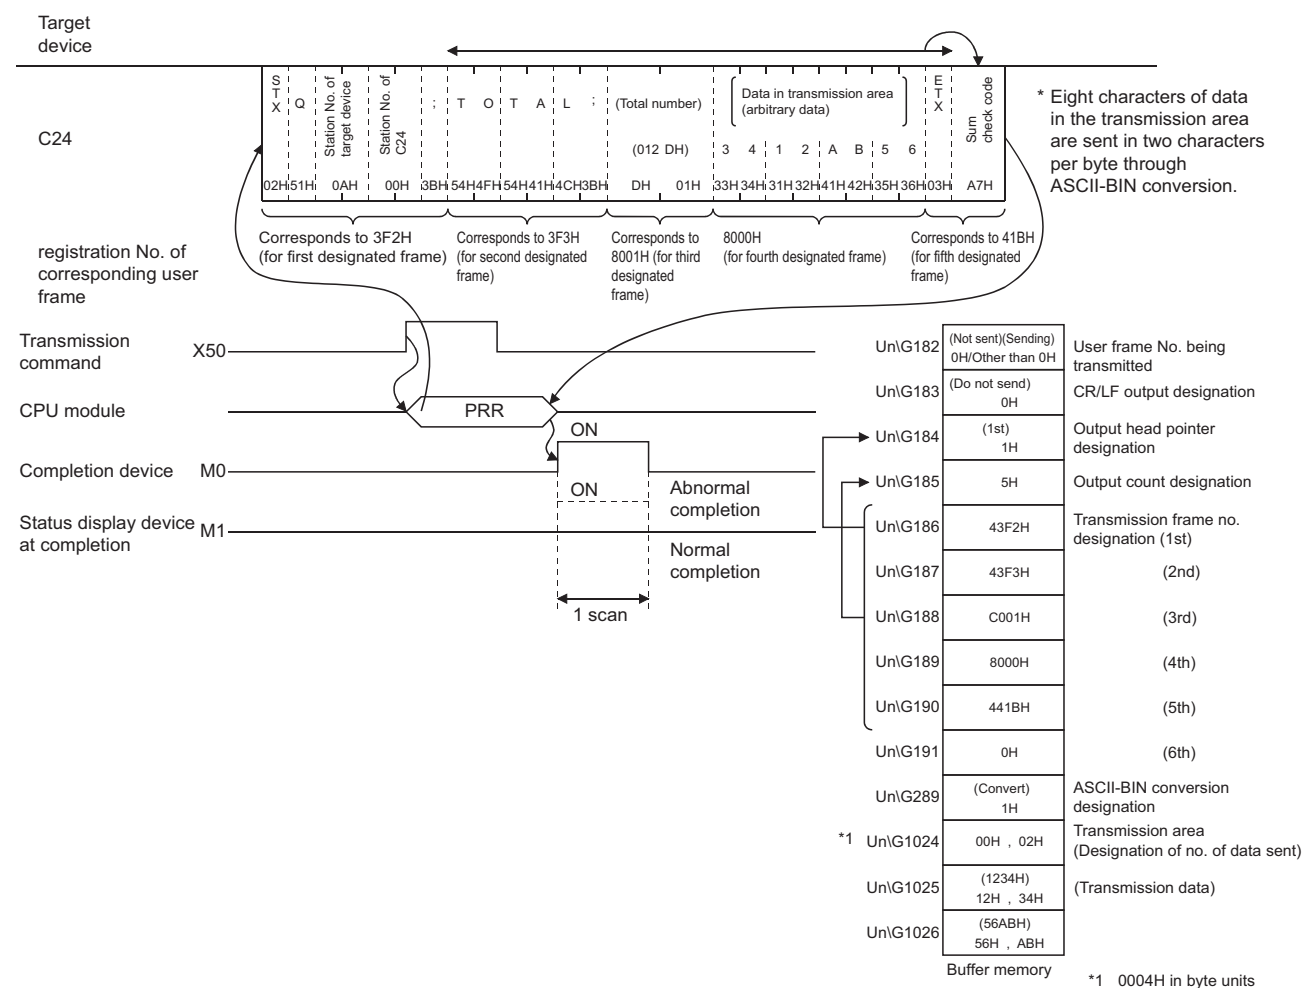 Target
device
C24
STX
Q
Station No. of
target device
Station No. of
C24
; T O T A L ;
(Total number)
(012 DH)
Data in transmission area
(arbitrary data)
3 4 1 2 A B 5 6
ETX
Sum
check code
02H 51H 0AH 00H 3BH 54H 4FH 54H 41H 4CH 3BH DH 01H 33H 34H 31H 32H 41H 42H 35H 36H 03H A7H
* Eight characters of data
in the transmission area
are sent in two characters
per byte through
ASCII-BIN conversion.
registration No. of
corresponding user
frame
Corresponds to 3F2H
(for first designated frame)
Corresponds to 3F3H
(for second designated
frame)
Corresponds to
8001H (for third
designated
frame)
8000H
(for fourth designated frame)
Corresponds to 41BH
(for fifth designated
frame)
Transmission
command
X50
CPU module
PRR
Completion device M0
ON
ON
Abnormal
completion
Status display device
at completion
M1
Normal
completion
1 scan
Un\G182
(Not sent)(Sending)
0H/Other than 0H
User frame No. being
transmitted
Un\G183
(Do not send)
0H
CR/LF output designation
Un\G184
(1st)
1H
Output head pointer
designation
Un\G185 5H Output count designation
Un\G186 43F2H
Transmission frame no.
designation (1st)
Un\G187 43F3H (2nd)
Un\G188 C001H (3rd)
Un\G189 8000H (4th)
Un\G190 441BH (5th)
Un\G191 0H (6th)
Un\G289
(Convert)
1H
ASCII-BIN conversion
designation
*1 Un\G1024 00H , 02H
Transmission area
(Designation of no. of data sent)
Un\G1025
(1234H)
12H , 34H
(Transmission data)
Un\G1026
(56ABH)
56H , ABH
Buffer memory
*1 0004H in byte units